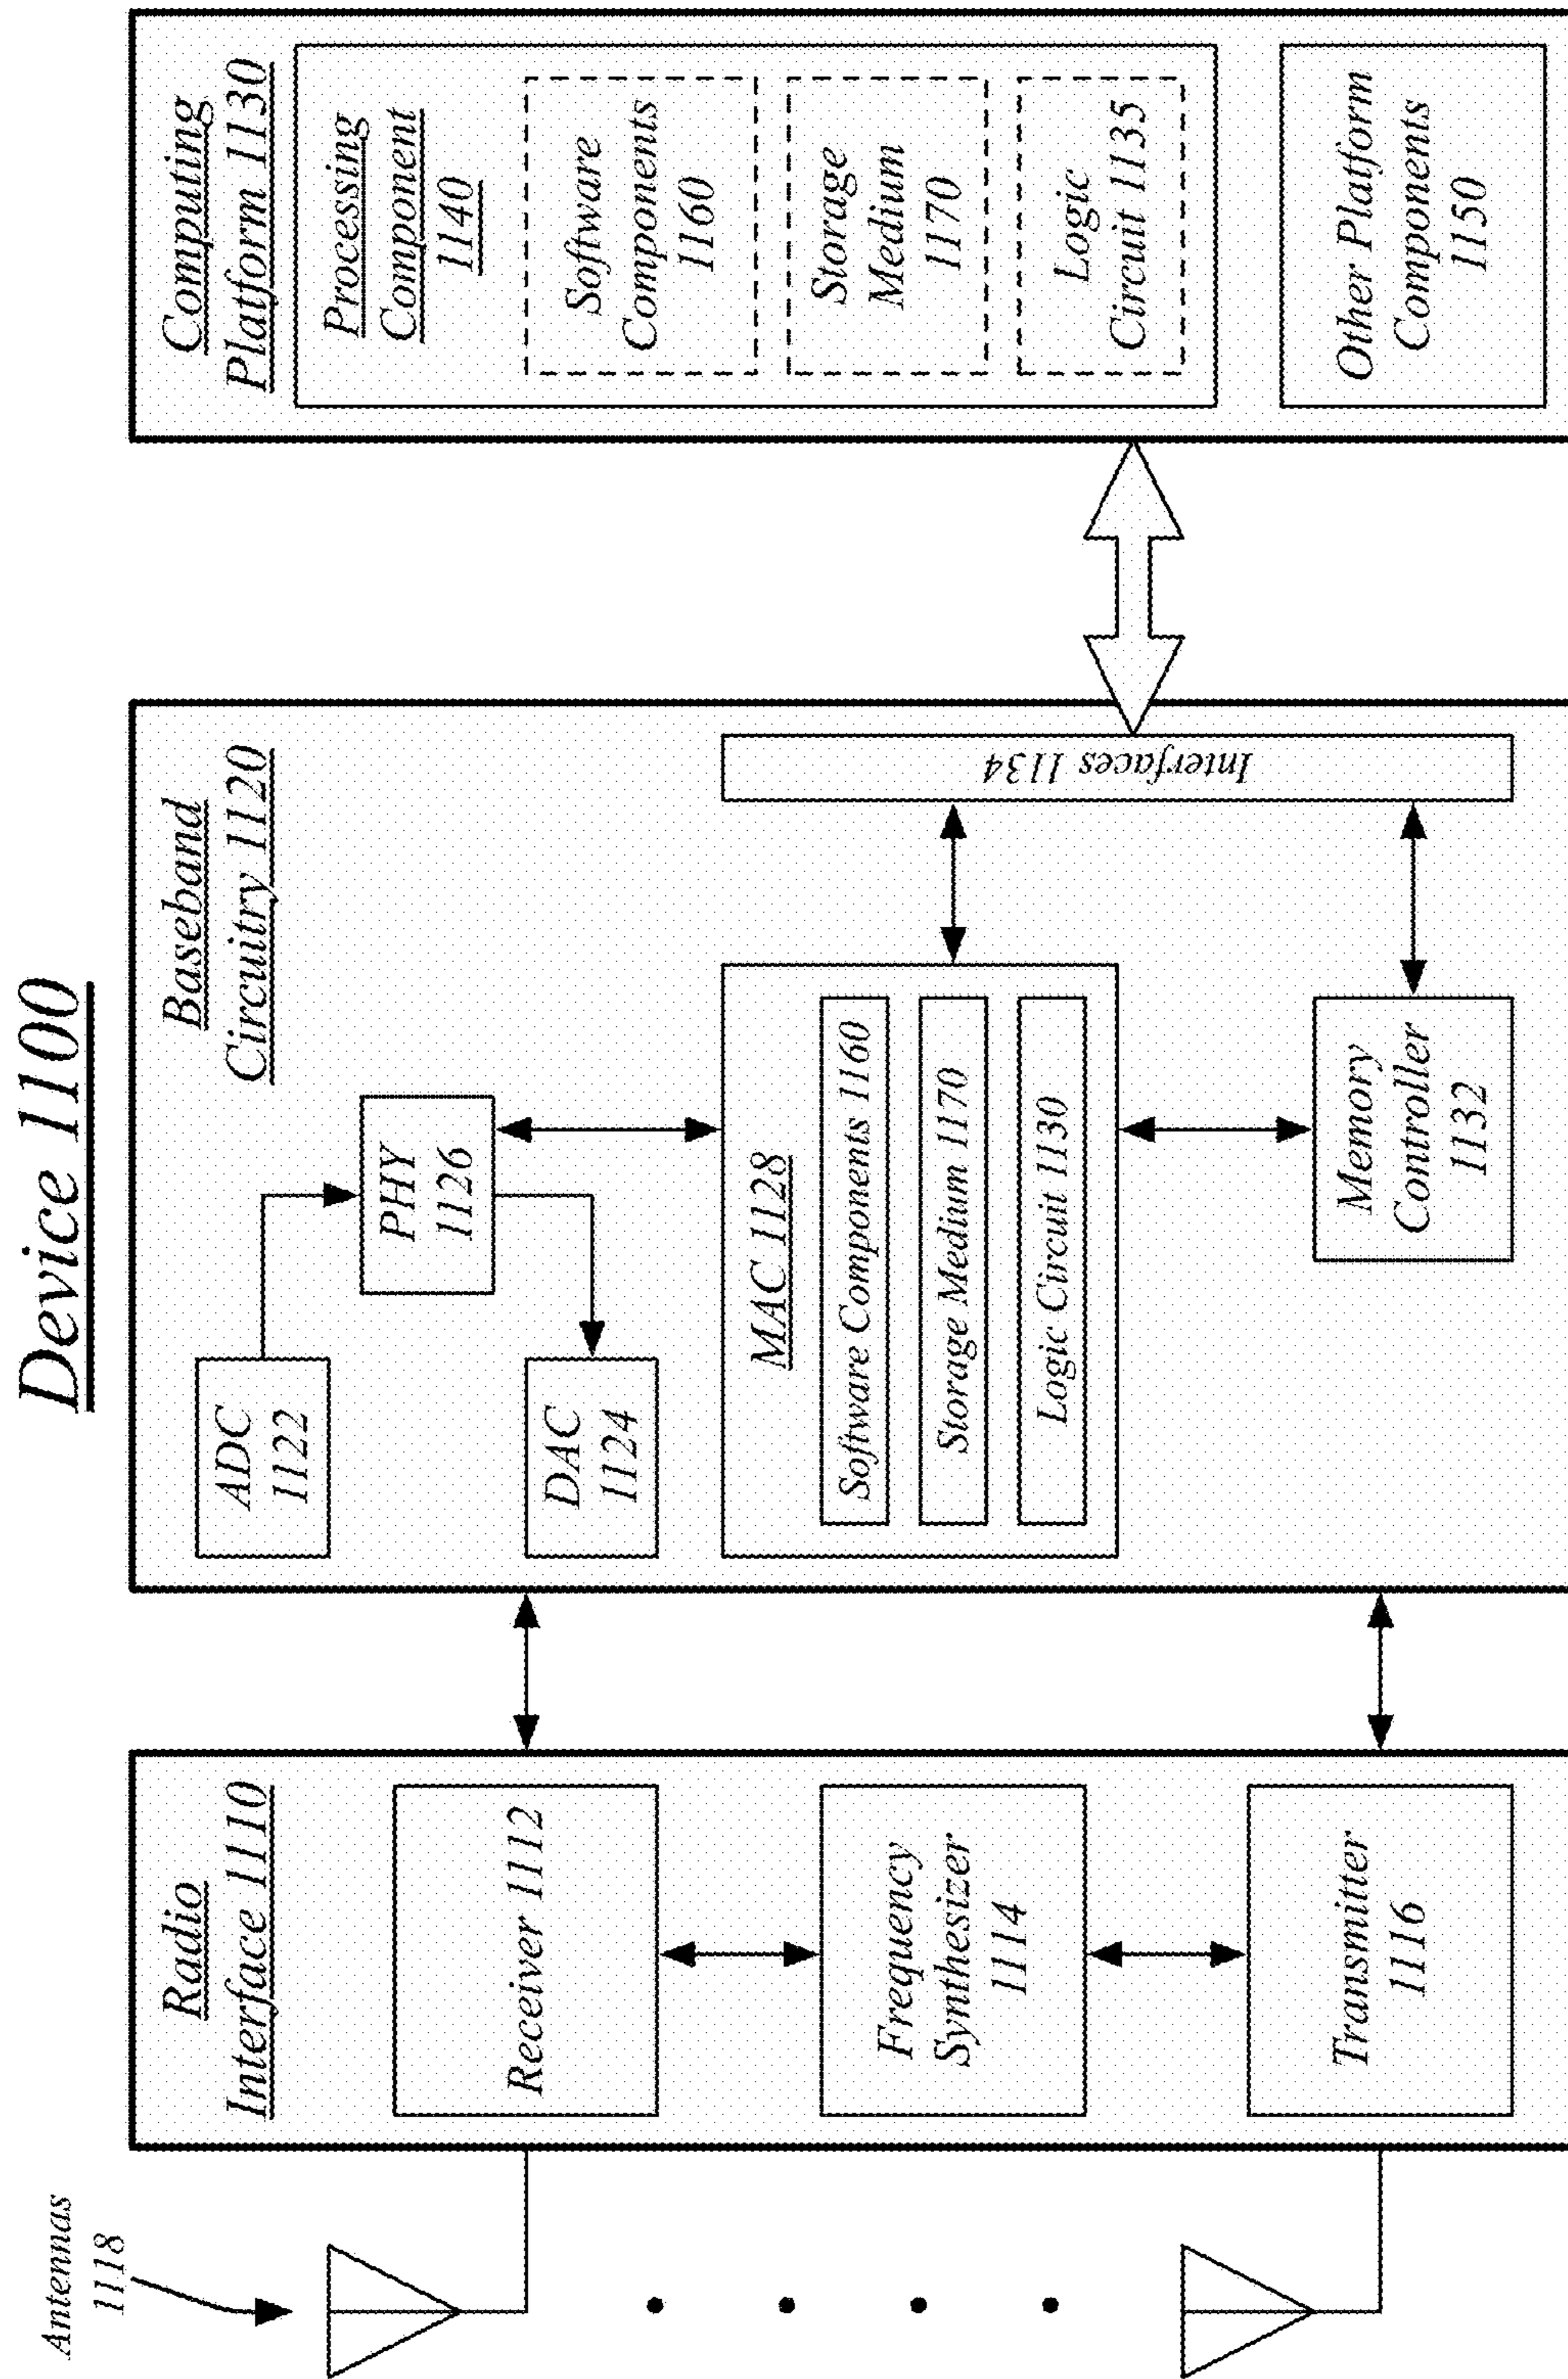 Device 1100
Antennas
1118
Radio
Interface 1110
Receiver 1112
Frequency
Synthesizer
1114
Transmitter
1116
Baseband
Circuitry 1120
ADC
1122
PHY
1126
DAC
1124
MAC 1128
Software Components 1160
Storage Medium 1170
Logic Circuit 1130
Memory
Controller
1132
Interfaces 1134
Computing
Platform 1130
Processing
Component
1140
Software
Components
1160
Storage
Medium
1170
Logic
Circuit 1135
Other Platform
Components
1150